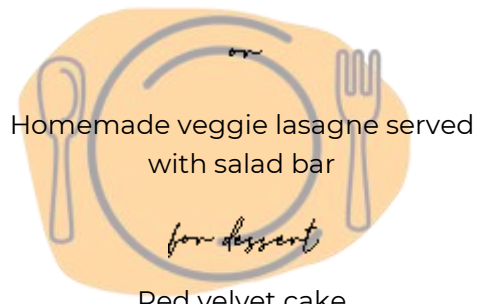 or
Homemade veggie lasagne served
with salad bar
for dessert
Red velvet cake